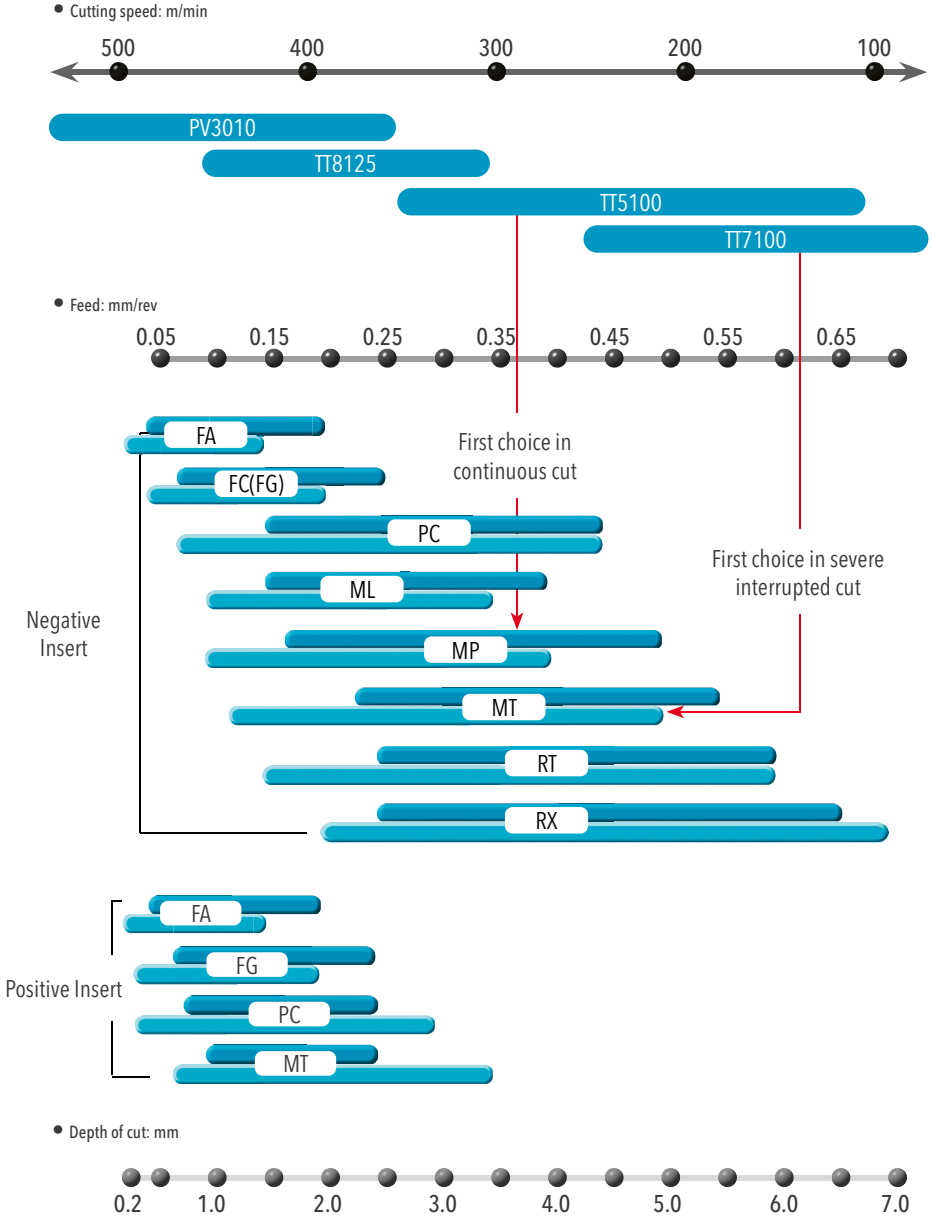 • Cutting speed: m/min
500 400 300 200 100
PV3010
TT8125
TT5100
TT7100
• Feed: mm/rev
0.05 0.15 0.25 0.35 0.45 0.55 0.65
FA
First choice in
continuous cut
FC(FG)
PC
First choice in severe
interrupted cut
ML
Negative
Insert
MP
MT
RT
RX
FA
FG
Positive Insert
PC
MT
• Depth of cut: mm
0.2 1.0 2.0 3.0 4.0 5.0 6.0 7.0